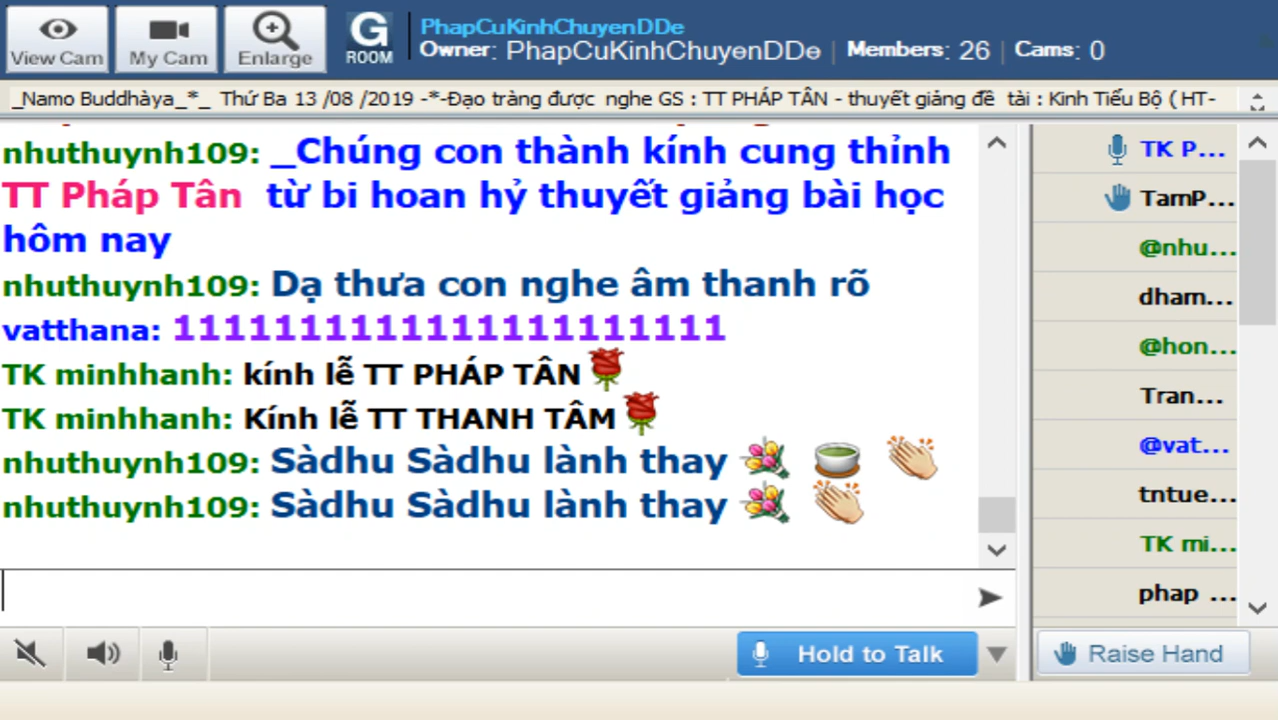 PhapCuKinhChuyenDDe
Owner: PhapCuKinhChuyenDDe | Members: 26 | Cams: 0
View Cam
My Cam
Enlarge
G ROOM
_Namo Buddhàya_*_ Thứ Ba 13 /08 /2019 -*-Đạo tràng được nghe GS : TT PHÁP TÂN - thuyết giảng đề tài : Kinh Tiểu Bộ ( HT-
nhuthuynh109: _Chúng con thành kính cung thỉnh
TT Pháp Tân từ bi hoan hỷ thuyết giảng bài học
hôm nay
nhuthuynh109: Dạ thưa con nghe âm thanh rõ
vatthana: 1111111111111111111111
TK minhhanh: kính lễ TT PHÁP TÂN
TK minhhanh: Kính lễ TT THANH TÂM
nhuthuynh109: Sàdhu Sàdhu lành thay
nhuthuynh109: Sàdhu Sàdhu lành thay
TK P...
TamP...
@nhu...
dham...
@hon...
Tran...
@vat...
tntue...
TK mi...
phap ...
Hold to Talk
Raise Hand